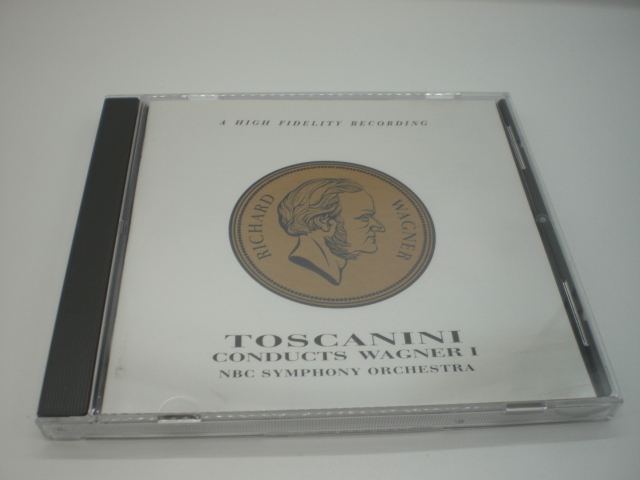 A HIGH FIDELITY RECORDING
RICHARD WAGNER
TOSCANINI
CONDUCTS WAGNER I
NBC SYMPHONY ORCHESTRA